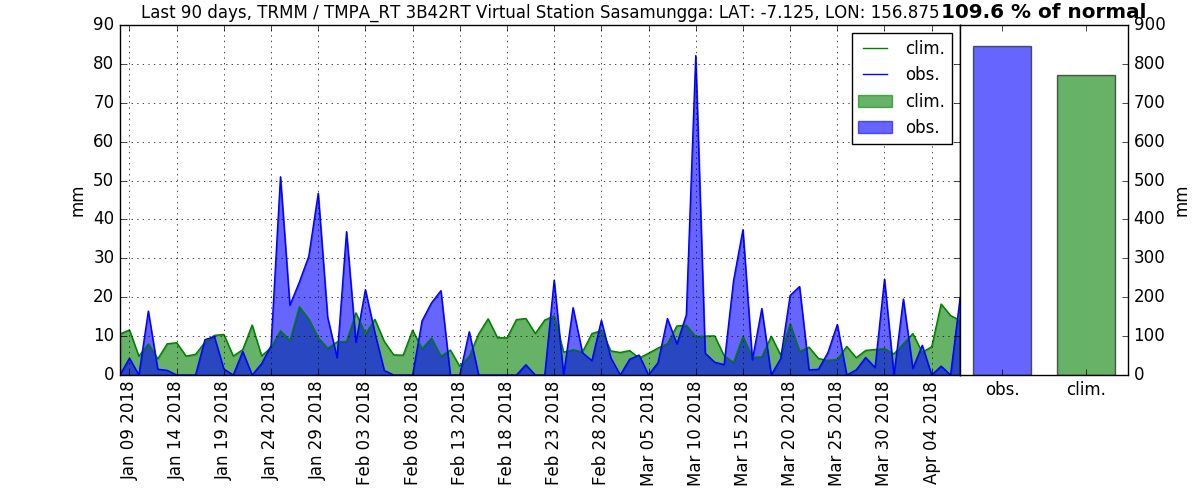 Last 90 days, TRMM / TMPA_RT 3B42RT Virtual Station Sasamungga: LAT: -7.125, LON: 156.875
109.6 % of normal
90
80
70
60
50
40
30
20
10
0
mm
clim.
obs.
clim.
obs.
900
800
700
600
500
400
300
200
100
0
mm
Jan 09 2018
Jan 14 2018
Jan 19 2018
Jan 24 2018
Jan 29 2018
Feb 03 2018
Feb 08 2018
Feb 13 2018
Feb 18 2018
Feb 23 2018
Feb 28 2018
Mar 05 2018
Mar 10 2018
Mar 15 2018
Mar 20 2018
Mar 25 2018
Mar 30 2018
Apr 04 2018
obs.
clim.